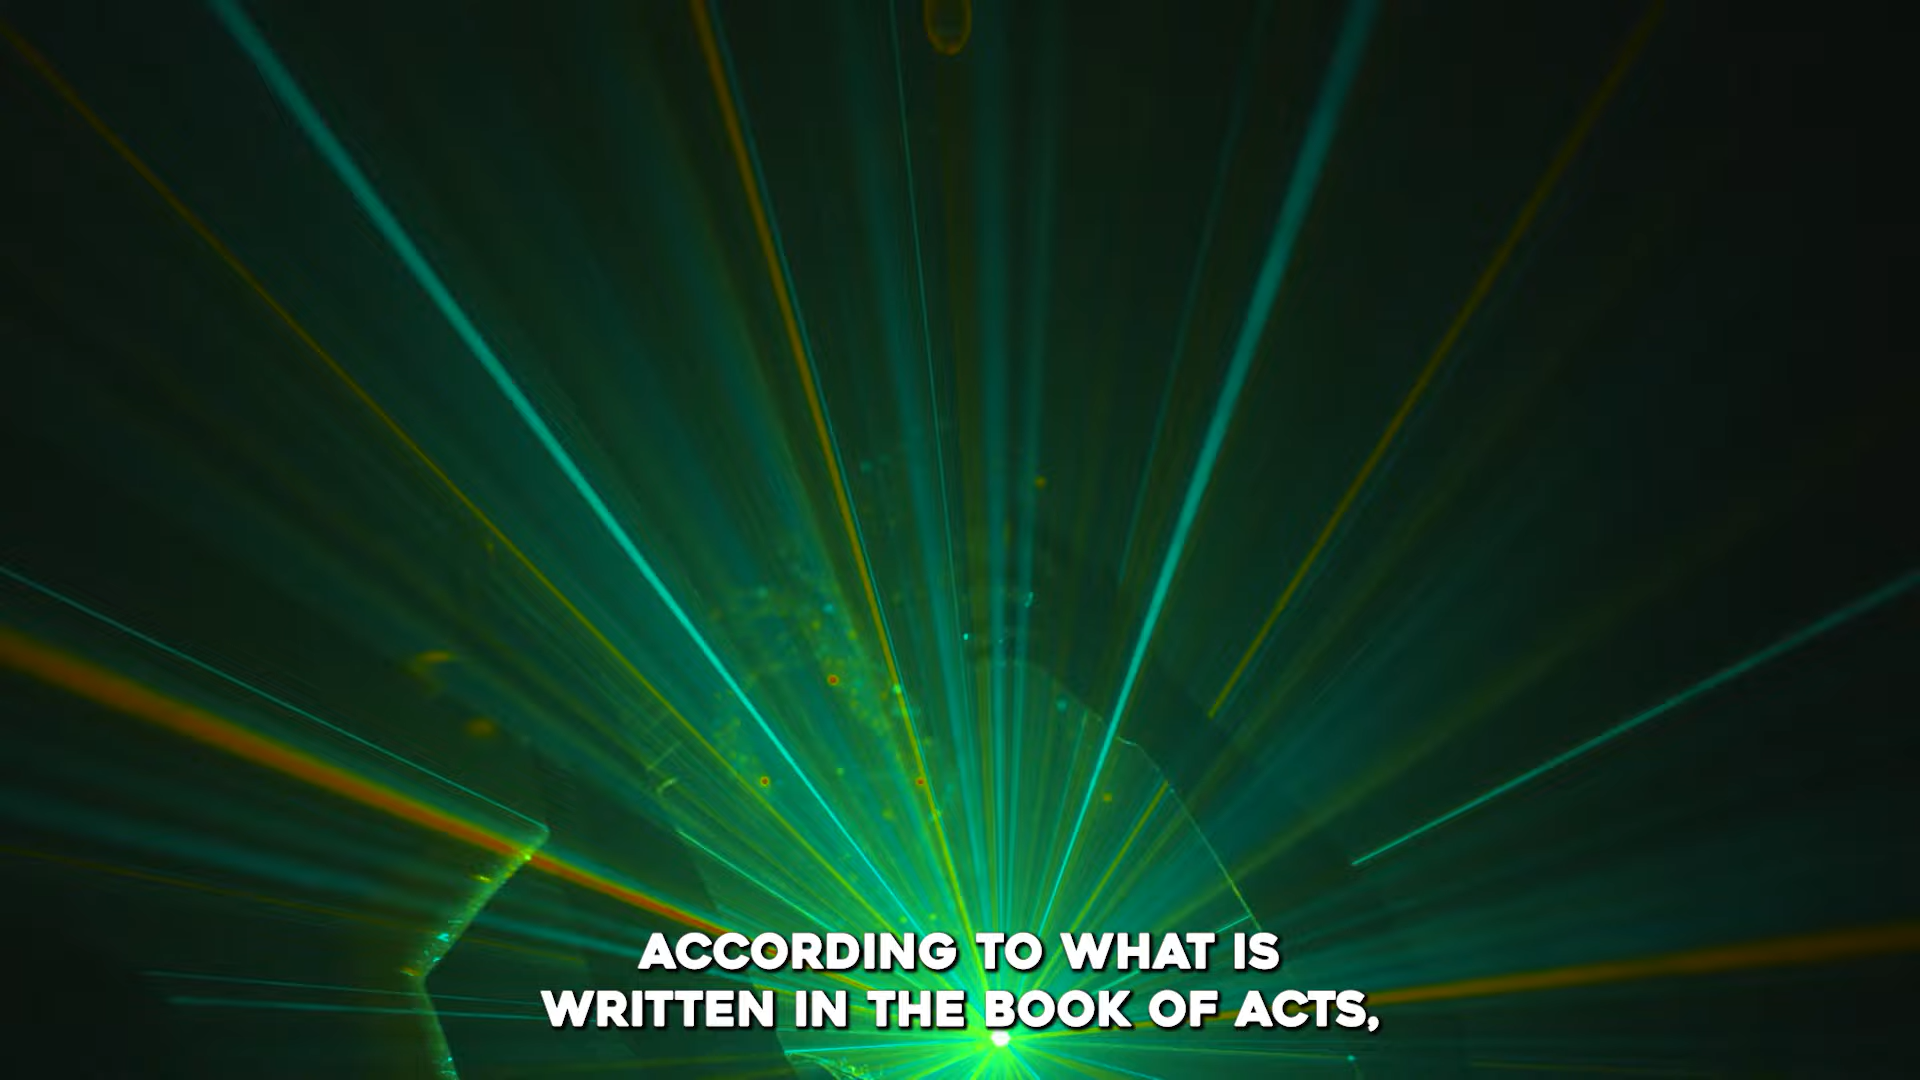 ACCORDING TO WHAT IS
WRITTEN IN THE BOOK OF ACTS,